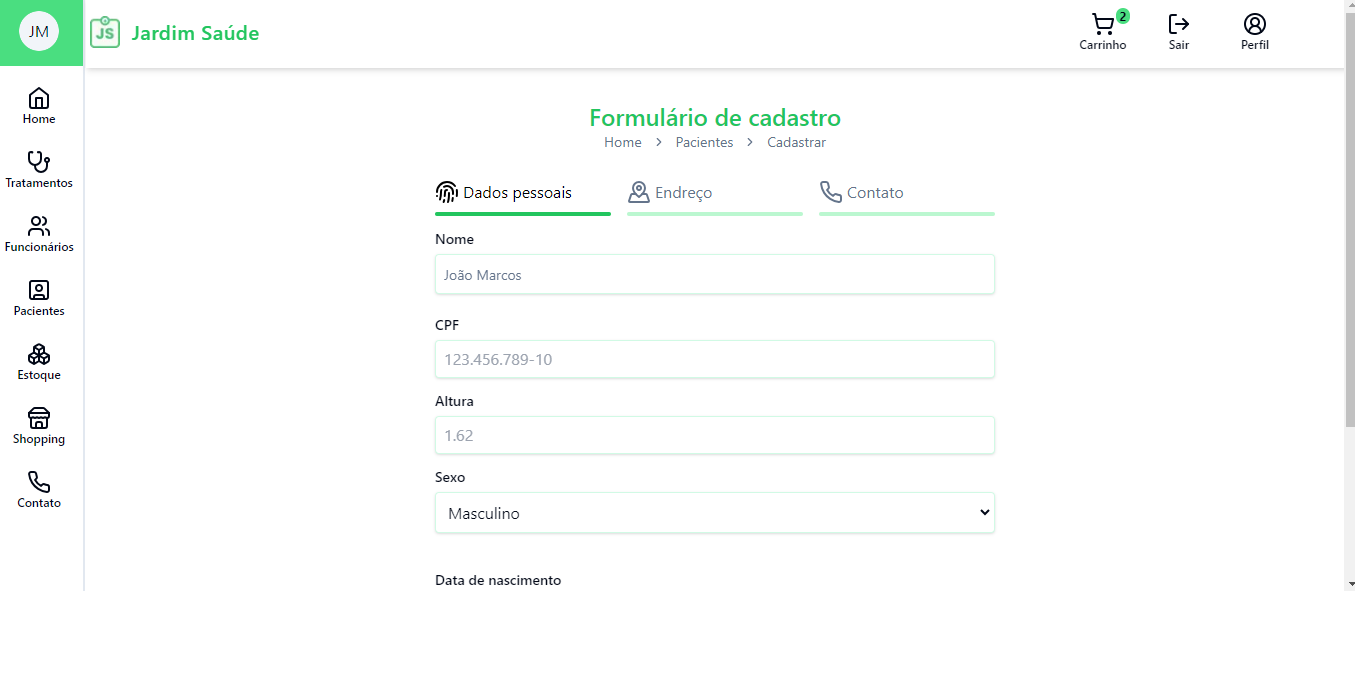 JM
JS
Jardim Saúde
2
Carrinho
Sair
Perfil
Home
Tratamentos
Funcionários
Pacientes
Estoque
Shopping
Contato
Formulário de cadastro
Home > Pacientes > Cadastrar
Dados pessoais
Endereço
Contato
Nome
João Marcos
CPF
123.456.789-10
Altura
1.62
Sexo
Masculino
Data de nascimento